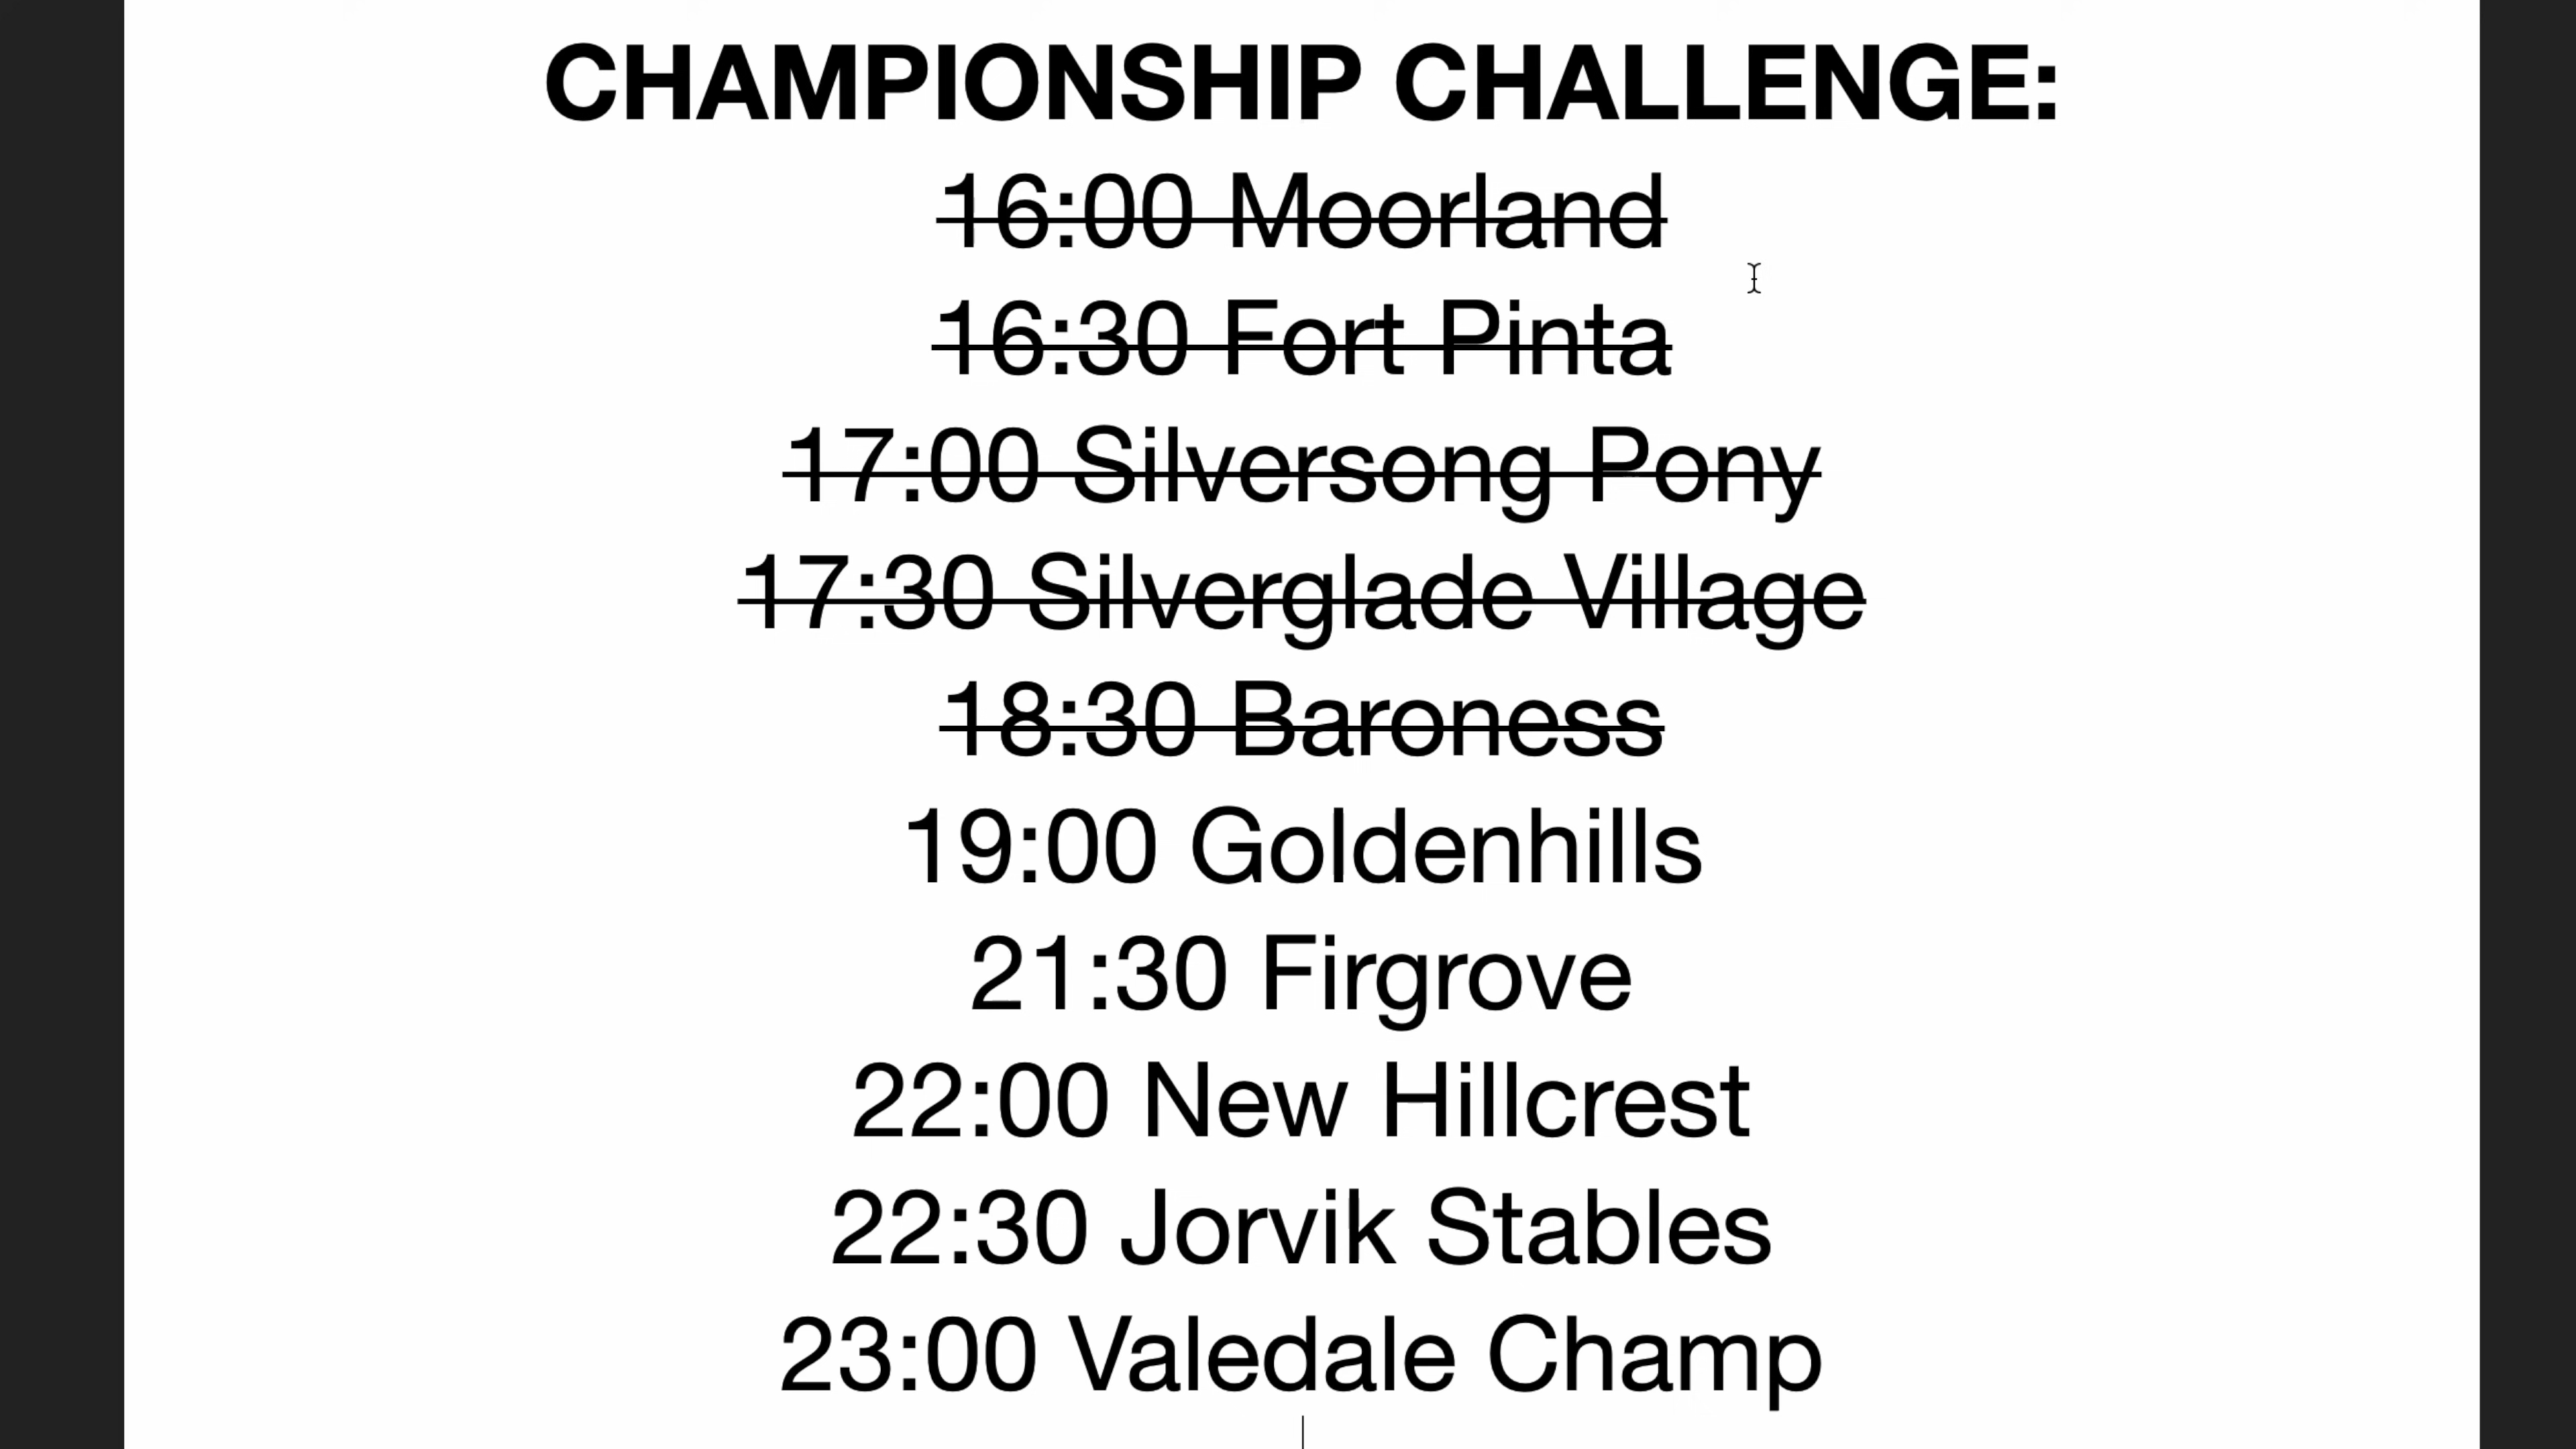 CHAMPIONSHIP CHALLENGE:
16:00 Moorland
16:30 Fort Pinta
17:00 Silversong Pony
17:30 Silverglade Village
18:30 Baroness
19:00 Goldenhills
21:30 Firgrove
22:00 New Hillcrest
22:30 Jorvik Stables
23:00 Valedale Champ